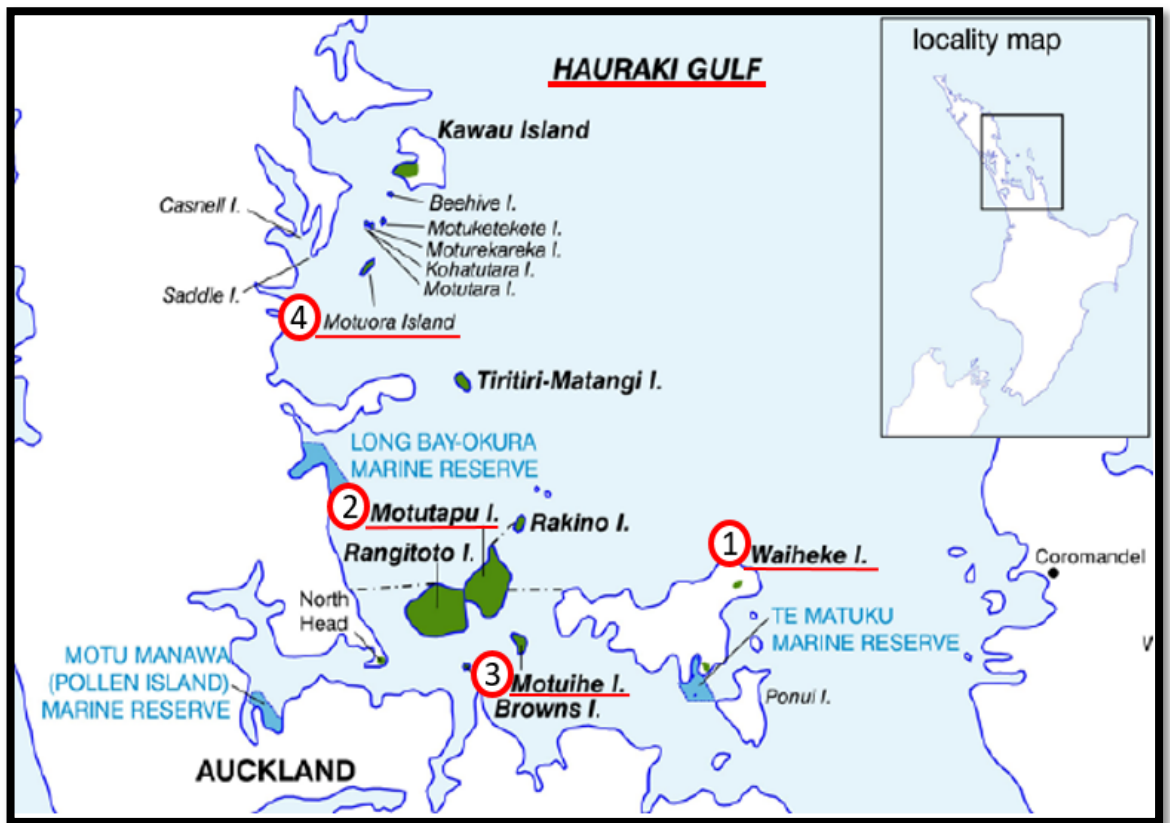 HAURAKI GULF
locality map
Kawau Island
Casnell I.
Beehive I.
Motuketekete I.
Moturekareka I.
Kohatutara I.
Motutara I.
Saddle I.
4
Motuora Island
Tiritiri-Matangi I.
LONG BAY-OKURA
MARINE RESERVE
2
Motutapu I.
Rakino I.
Rangitoto I.
1
Waiheke I.
Coromandel
North
Head
TE MATUKU
MARINE RESERVE
MOTU MANAWA
(POLLEN ISLAND)
MARINE RESERVE
3
Motuihe I.
Browns I.
Ponui I.
AUCKLAND